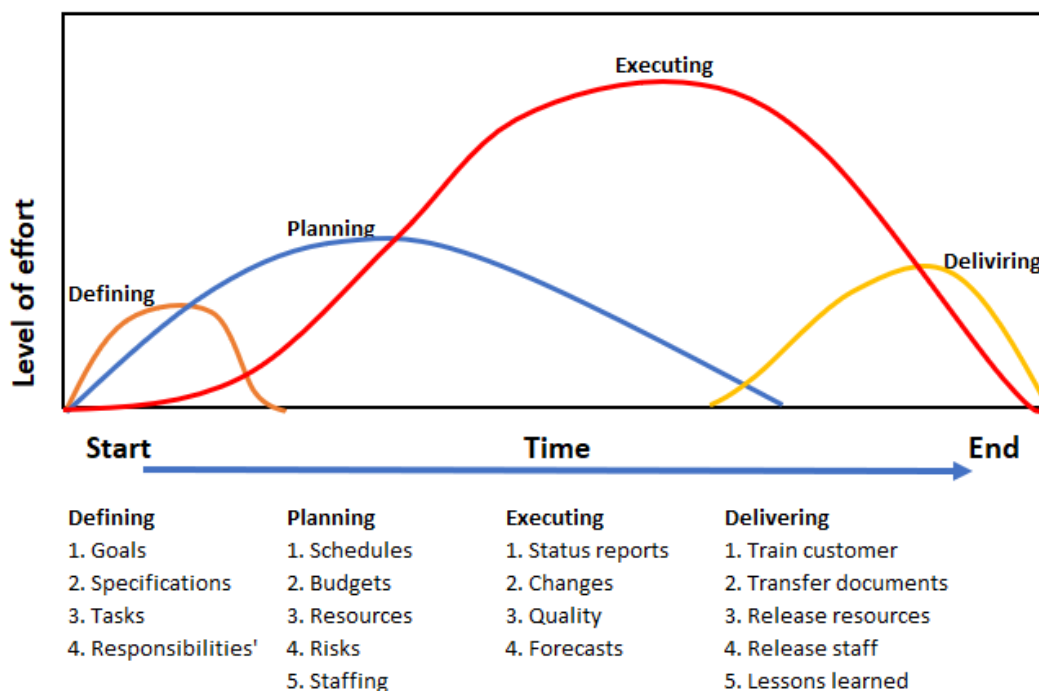 Executing
Planning
Deliviring
Defining
Level of effort
Start Time End
Defining
1. Goals
2. Specifications
3. Tasks
4. Responsibilities'
Planning
1. Schedules
2. Budgets
3. Resources
4. Risks
5. Staffing
Executing
1. Status reports
2. Changes
3. Quality
4. Forecasts
Delivering
1. Train customer
2. Transfer documents
3. Release resources
4. Release staff
5. Lessons learned